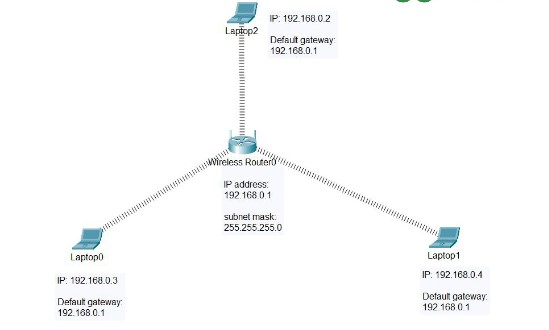 Laptop2
IP: 192.168.0.2
Default gateway:
192.168.0.1
Wireless Router0
IP address:
192.168.0.1
subnet mask:
255.255.255.0
Laptop0
IP: 192.168.0.3
Default gateway:
192.168.0.1
Laptop1
IP: 192.168.0.4
Default gateway:
192.168.0.1